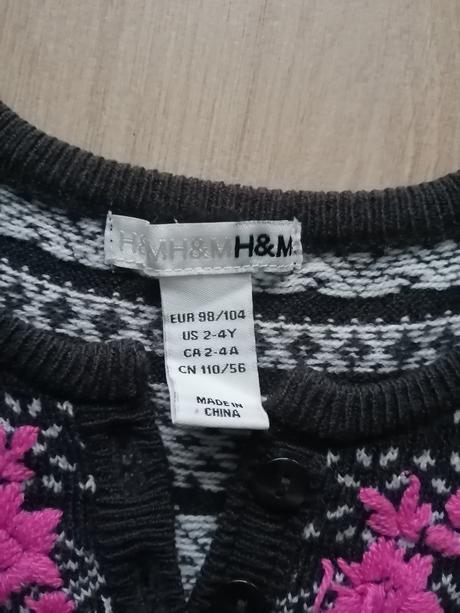 H&MH&MH&M
EUR 98/104
US 2-4Y
CA 2-4A
CN 110/56
MADE IN
CHINA